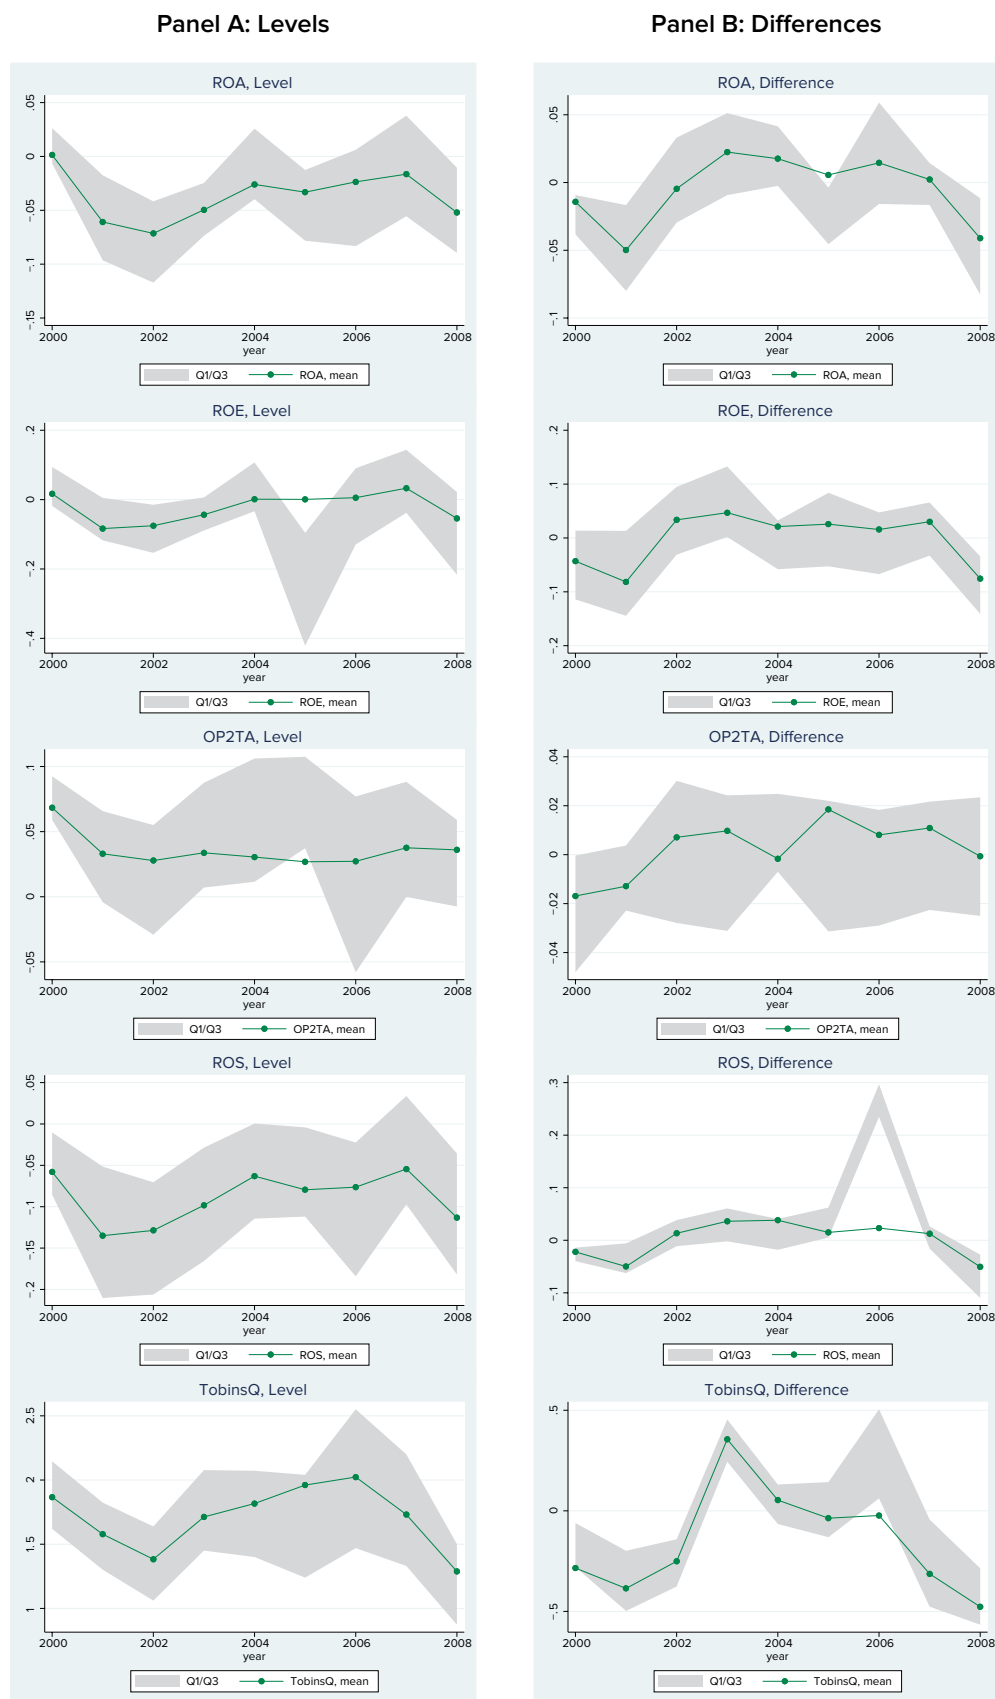 Panel A: Levels
Panel B: Differences
ROA, Level
.05
0
-.05
-.1
-.15
2000 2002 2004 2006 2008
year
Q1/Q3 ROA, mean
ROA, Difference
.05
0
-.05
-.1
2000 2002 2004 2006 2008
year
Q1/Q3 ROA, mean
ROE, Level
.2
0
-.2
-.4
2000 2002 2004 2006 2008
year
Q1/Q3 ROE, mean
ROE, Difference
.2
.1
0
-.1
-.2
2000 2002 2004 2006 2008
year
Q1/Q3 ROE, mean
OP2TA, Level
.1
.05
0
-.05
2000 2002 2004 2006 2008
year
Q1/Q3 OP2TA, mean
OP2TA, Difference
.04
.02
0
-.02
-.04
2000 2002 2004 2006 2008
year
Q1/Q3 OP2TA, mean
ROS, Level
.05
0
-.05
-.1
-.15
-.2
2000 2002 2004 2006 2008
year
Q1/Q3 ROS, mean
ROS, Difference
.3
.2
.1
0
-.1
2000 2002 2004 2006 2008
year
Q1/Q3 ROS, mean
TobinsQ, Level
2.5
2
1.5
1
2000 2002 2004 2006 2008
year
Q1/Q3 TobinsQ, mean
TobinsQ, Difference
.5
0
-.5
2000 2002 2004 2006 2008
year
Q1/Q3 TobinsQ, mean